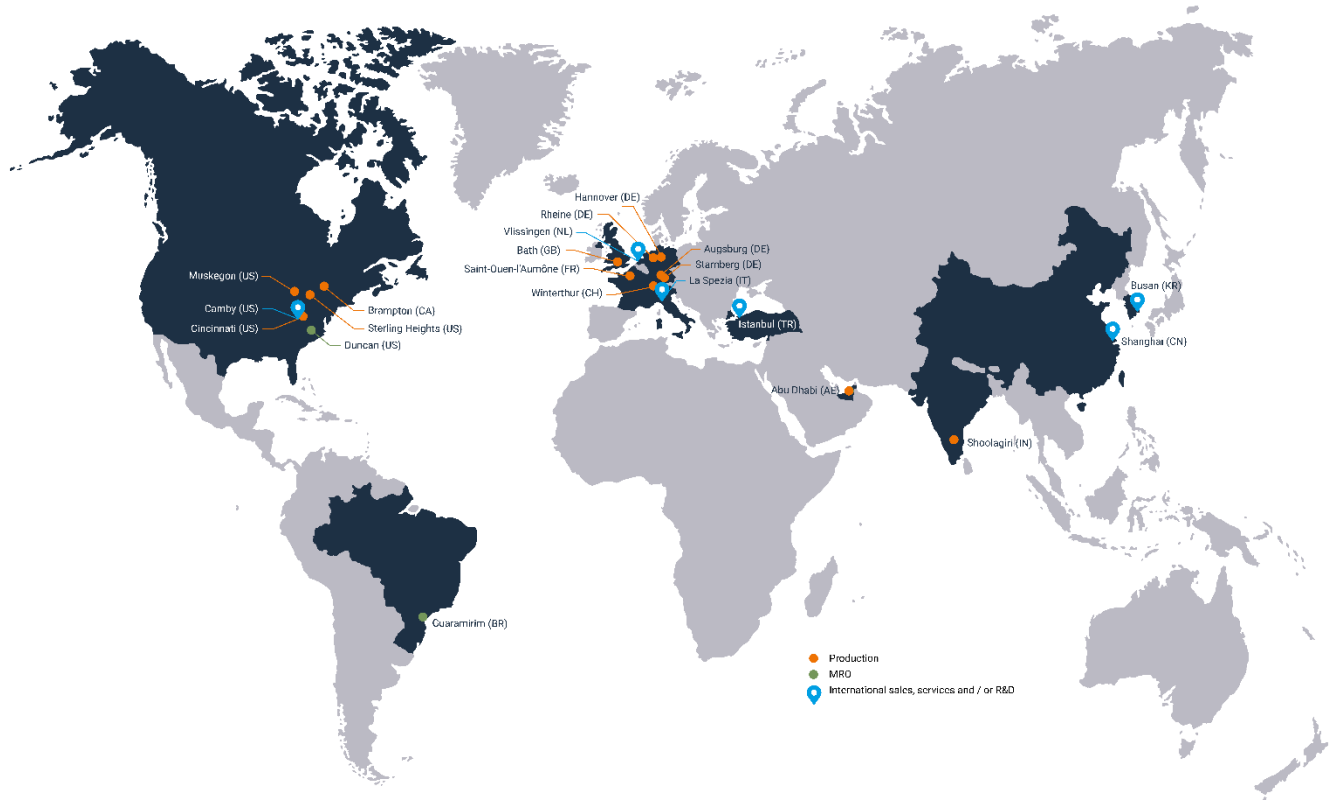 Hannover (DE)
Rheine (DE)
Vlissingen (NL)
Bath (GB)
Augsburg (DE)
Saint-Ouen-l'Aumône (FR)
Starnberg (DE)
La Spezia (IT)
Winterthur (CH)
Muskegon (US)
Camby (US)
Brampton (CA)
Cincinnati (US)
Sterling Heights (US)
Duncan (US)
Istanbul (TR)
Busan (KR)
Shanghai (CN)
Abu Dhabi (AE)
Shoolagiri (IN)
Guaramirim (BR)
Production
MRO
International sales, services and / or R&D